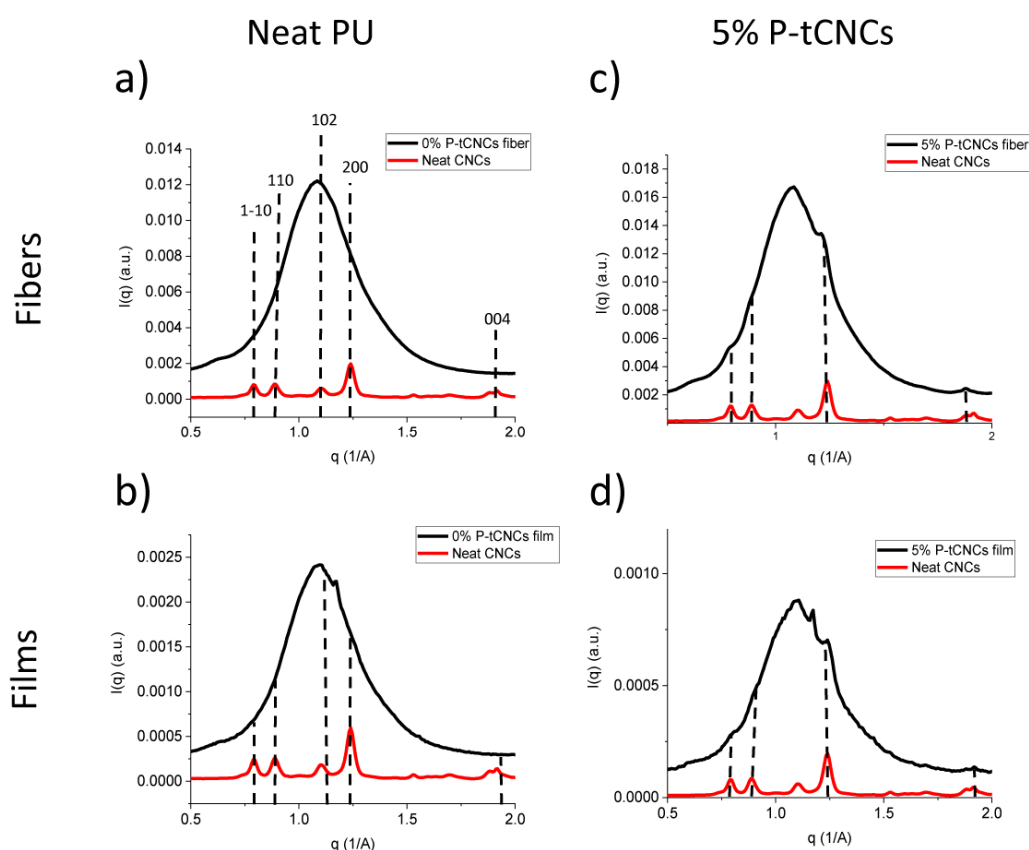 Neat PU
5% P-tCNCs
Fibers
Films
a)
0% P-tCNCs fiber
Neat CNCs
1-10
110
102
200
004
0.014
0.012
0.010
0.008
0.006
0.004
0.002
0.000
I(q) (a.u.)
0.5
1.0
1.5
2.0
q (1/A)
c)
5% P-tCNCs fiber
Neat CNCs
0.018
0.016
0.014
0.012
0.010
0.008
0.006
0.004
0.002
I(q) (a.u.)
1
2
q (1/A)
b)
0% P-tCNCs film
Neat CNCs
0.0025
0.0020
0.0015
0.0010
0.0005
0.0000
I(q) (a.u.)
0.5
1.0
1.5
2.0
q (1/A)
d)
5% P-tCNCs film
Neat CNCs
0.0010
0.0005
0.0000
I(q) (a.u.)
0.5
1.0
1.5
2.0
q (1/A)